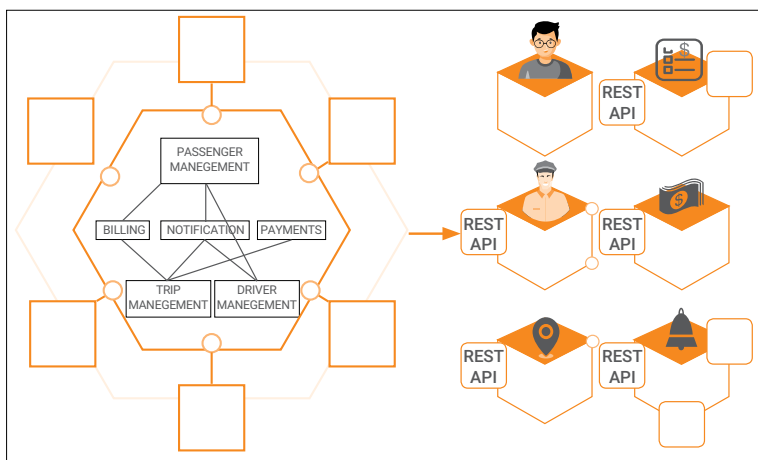 PASSENGER
MANEGEMENT
BILLING
NOTIFICATION
PAYMENTS
TRIP
MANEGEMENT
DRIVER
MANEGEMENT
REST
API
$
REST
API
REST
API
$
REST
API
REST
API